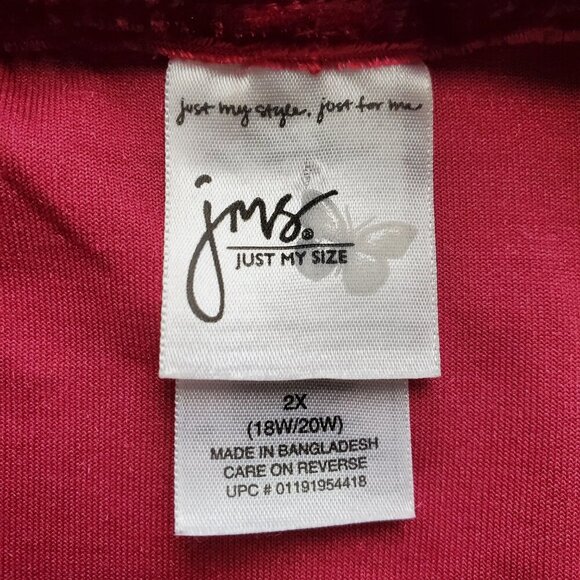 just my style. just for me
jms®
JUST MY SIZE
2X
(18W/20W)
MADE IN BANGLADESH
CARE ON REVERSE
UPC # 01191954418